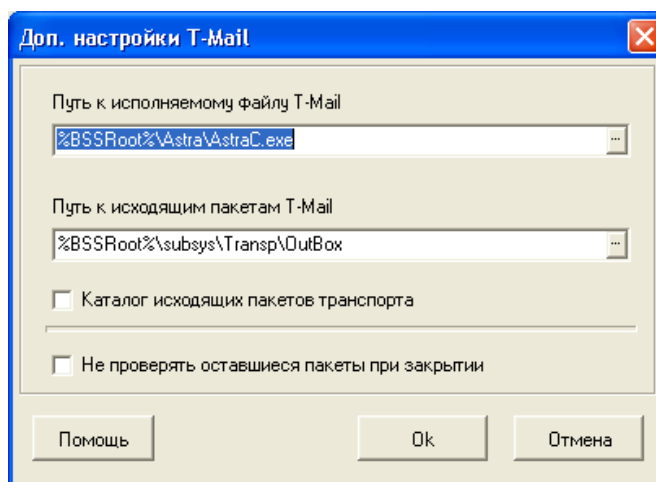 Доп. настройки T-Mail
Путь к исполняемому файлу T-Mail
%BSSRoot%\Astra\AstraC.exe
...
Путь к исходящим пакетам T-Mail
%BSSRoot%\subsys\Transp\OutBox
...
Каталог исходящих пакетов транспорта
Не проверять оставшиеся пакеты при закрытии
Помощь Ok Отмена